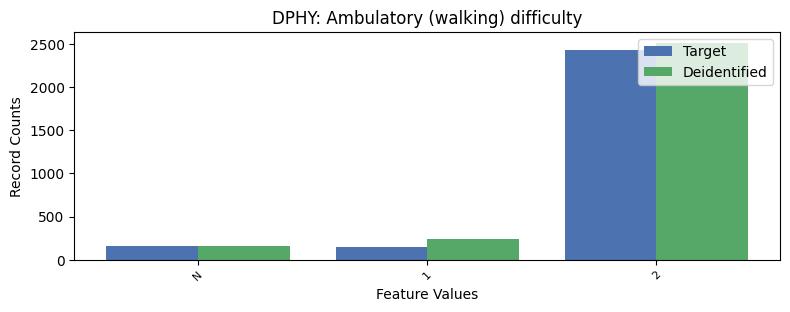 DPHY: Ambulatory (walking) difficulty
Target
Deidentified
Record Counts
2500
2000
1500
1000
500
0
N
1
2
Feature Values